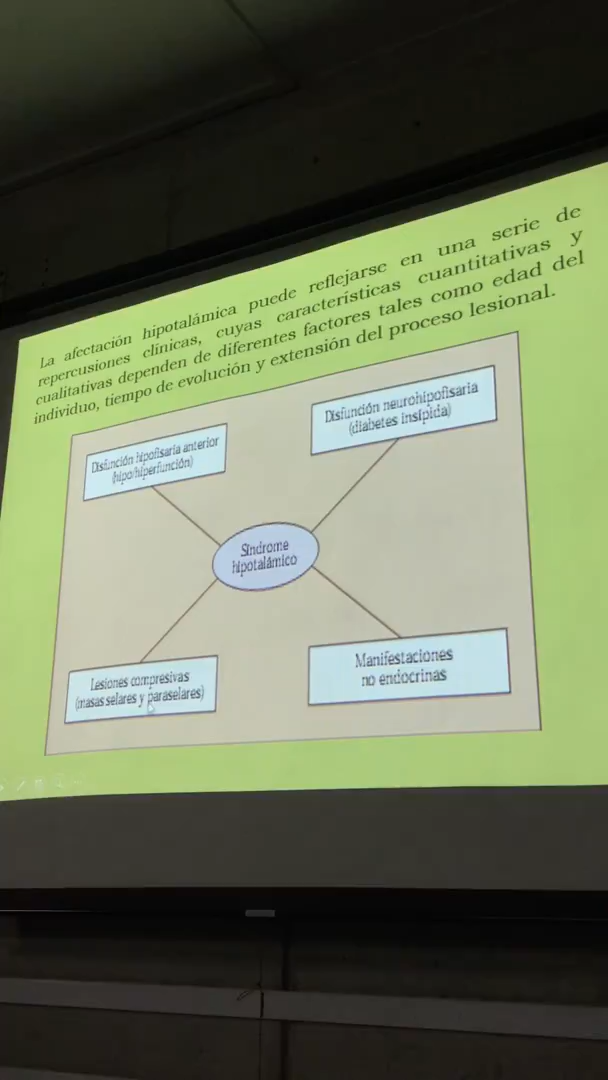 La afectación hipotalámica puede reflejarse en una serie de
repercusiones clínicas, cuyas características cuantitativas y
cualitativas dependen de diferentes factores tales como edad del
individuo, tiempo de evolución y extensión del proceso lesional.
Disfunción hipofisaria anterior
(hipo/hiperfunción)
Disfunción neurohipofisaria
(diabetes insípida)
Síndrome
hipotalámico
Lesiones compresivas
(masas selares y paraselares)
Manifestaciones
no endocrinas